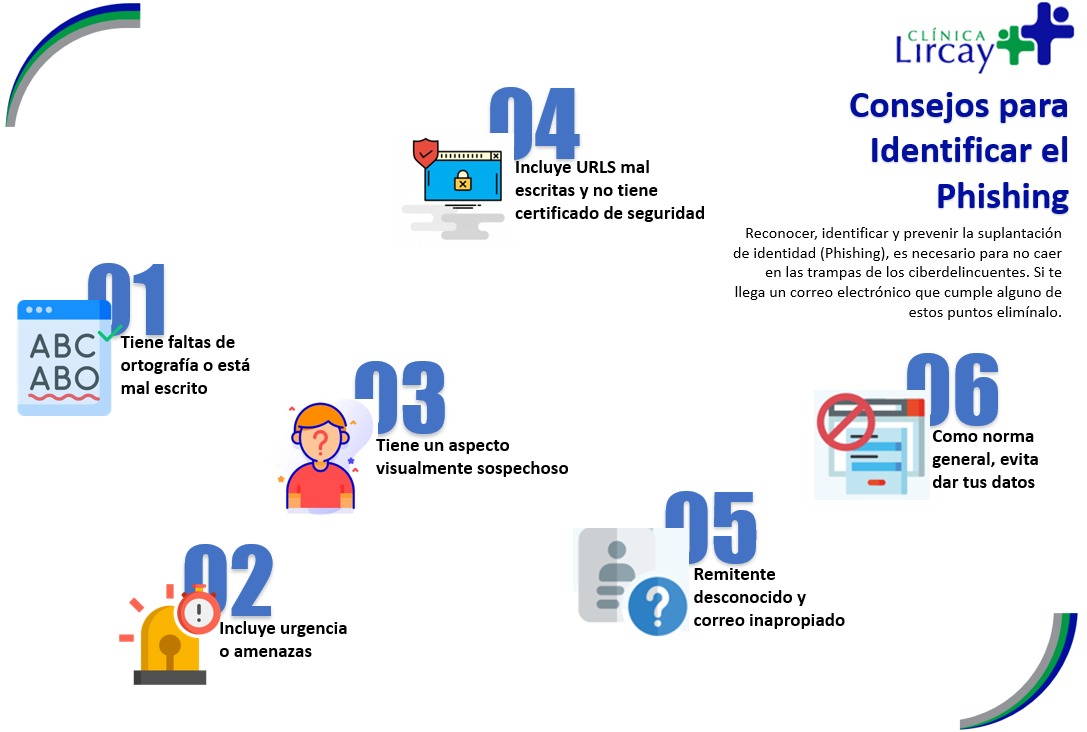 CLÍNICA
Lircay
Consejos para
Identificar el
Phishing
Reconocer, identificar y prevenir la suplantación
de identidad (Phishing), es necesario para no caer
en las trampas de los ciberdelincuentes. Si te
llega un correo electrónico que cumple alguno de
estos puntos elimínalo.
01
ABC
ABO
Tiene faltas de
ortografía o está
mal escrito
02
Incluye urgencia
o amenazas
03
Tiene un aspecto
visualmente sospechoso
04
Incluye URLS mal
escritas y no tiene
certificado de seguridad
05
Remitente
desconocido y
correo inapropiado
06
Como norma
general, evita
dar tus datos